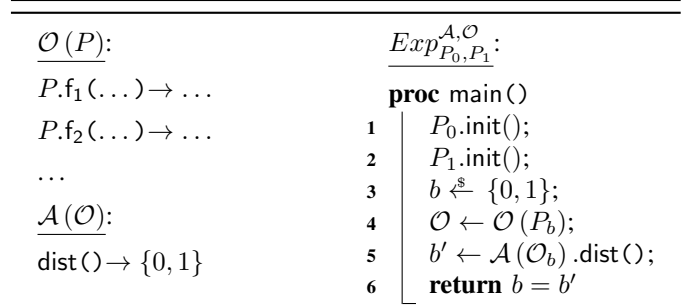 𝒪 (P):
P.f₁(...)→ ...
P.f₂(...)→ ...
...
𝒜 (𝒪):
dist()→ {0, 1}
Exp^{𝒜,𝒪}_{P₀,P₁}:
proc main()
1 P₀.init();
2 P₁.init();
3 b ←$ {0, 1};
4 𝒪 ← 𝒪 (P_b);
5 b′ ← 𝒜 (𝒪_b) .dist();
6 return b = b′